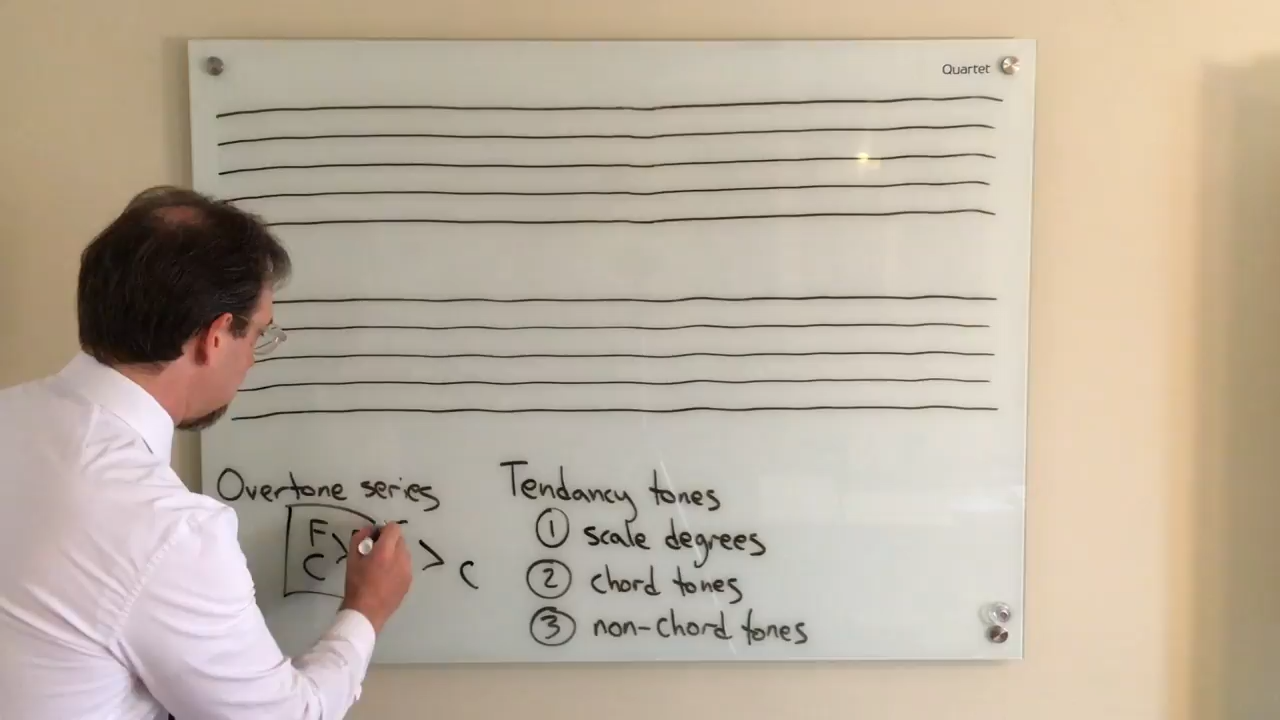 Quartet
Overtone series
F
C > C
Tendancy tones
① scale degrees
② chord tones
③ non-chord tones